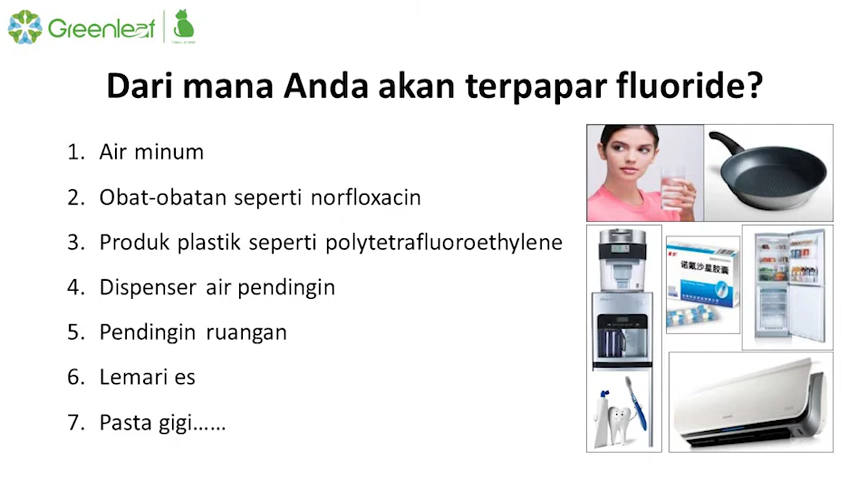 Greenleaf
Dari mana Anda akan terpapar fluoride?
1. Air minum
2. Obat-obatan seperti norfloxacin
3. Produk plastik seperti polytetrafluoroethylene
4. Dispenser air pendingin
5. Pendingin ruangan
6. Lemari es
7. Pasta gigi......
诺氟沙星胶囊